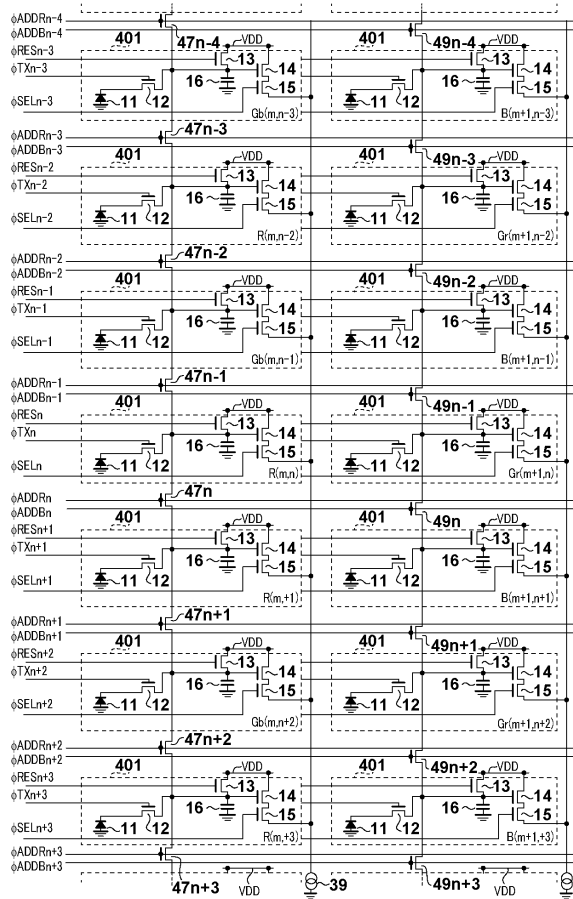 φADDRn-4
φADDBn-4
47n-4 49n-4
φRESn-3 401 VDD 401 VDD
φTXn-3 13 13
16 14 16 14
11 12 15 11 12 15
φSELn-3 Gb(m,n-3) B(m+1,n-3)
φADDRn-3 47n-3
φADDBn-3 49n-3
φRESn-2 401 VDD 401 VDD
φTXn-2 13 13
16 14 16 14
11 12 15 11 12 15
φSELn-2 R(m,n-2) Gr(m+1,n-2)
φADDRn-2 47n-2
φADDBn-2 49n-2
φRESn-1 401 VDD 401 VDD
φTXn-1 13 13
16 14 16 14
φSELn-1 11 12 15 11 12 15
Gb(m,n-1) B(m+1,n-1)
φADDRn-1 47n-1
φADDBn-1 49n-1
φRESn 401 VDD 401 VDD
φTXn 13 13
16 14 16 14
φSELn 11 12 15 11 12 15
R(m,n) Gr(m+1,n)
φADDRn 47n
φADDBn 49n
φRESn+1 401 VDD 401 VDD
φTXn+1 13 13
16 14 16 14
φSELn+1 11 12 15 11 12 15
R(m,+1) B(m+1,n+1)
φADDRn+1 47n+1
φADDBn+1 49n+1
φRESn+2 401 VDD 401 VDD
φTXn+2 13 13
16 14 16 14
φSELn+2 11 12 15 11 12 15
Gb(m,n+2) Gr(m+1,n+2)
φADDRn+2 47n+2
φADDBn+2 49n+2
φRESn+3 401 VDD 401 VDD
φTXn+3 13 13
16 14 16 14
φSELn+3 11 12 15 11 12 15
R(m,+3) B(m+1,+3)
φADDRn+3
φADDBn+3
47n+3 VDD 39 49n+3 VDD